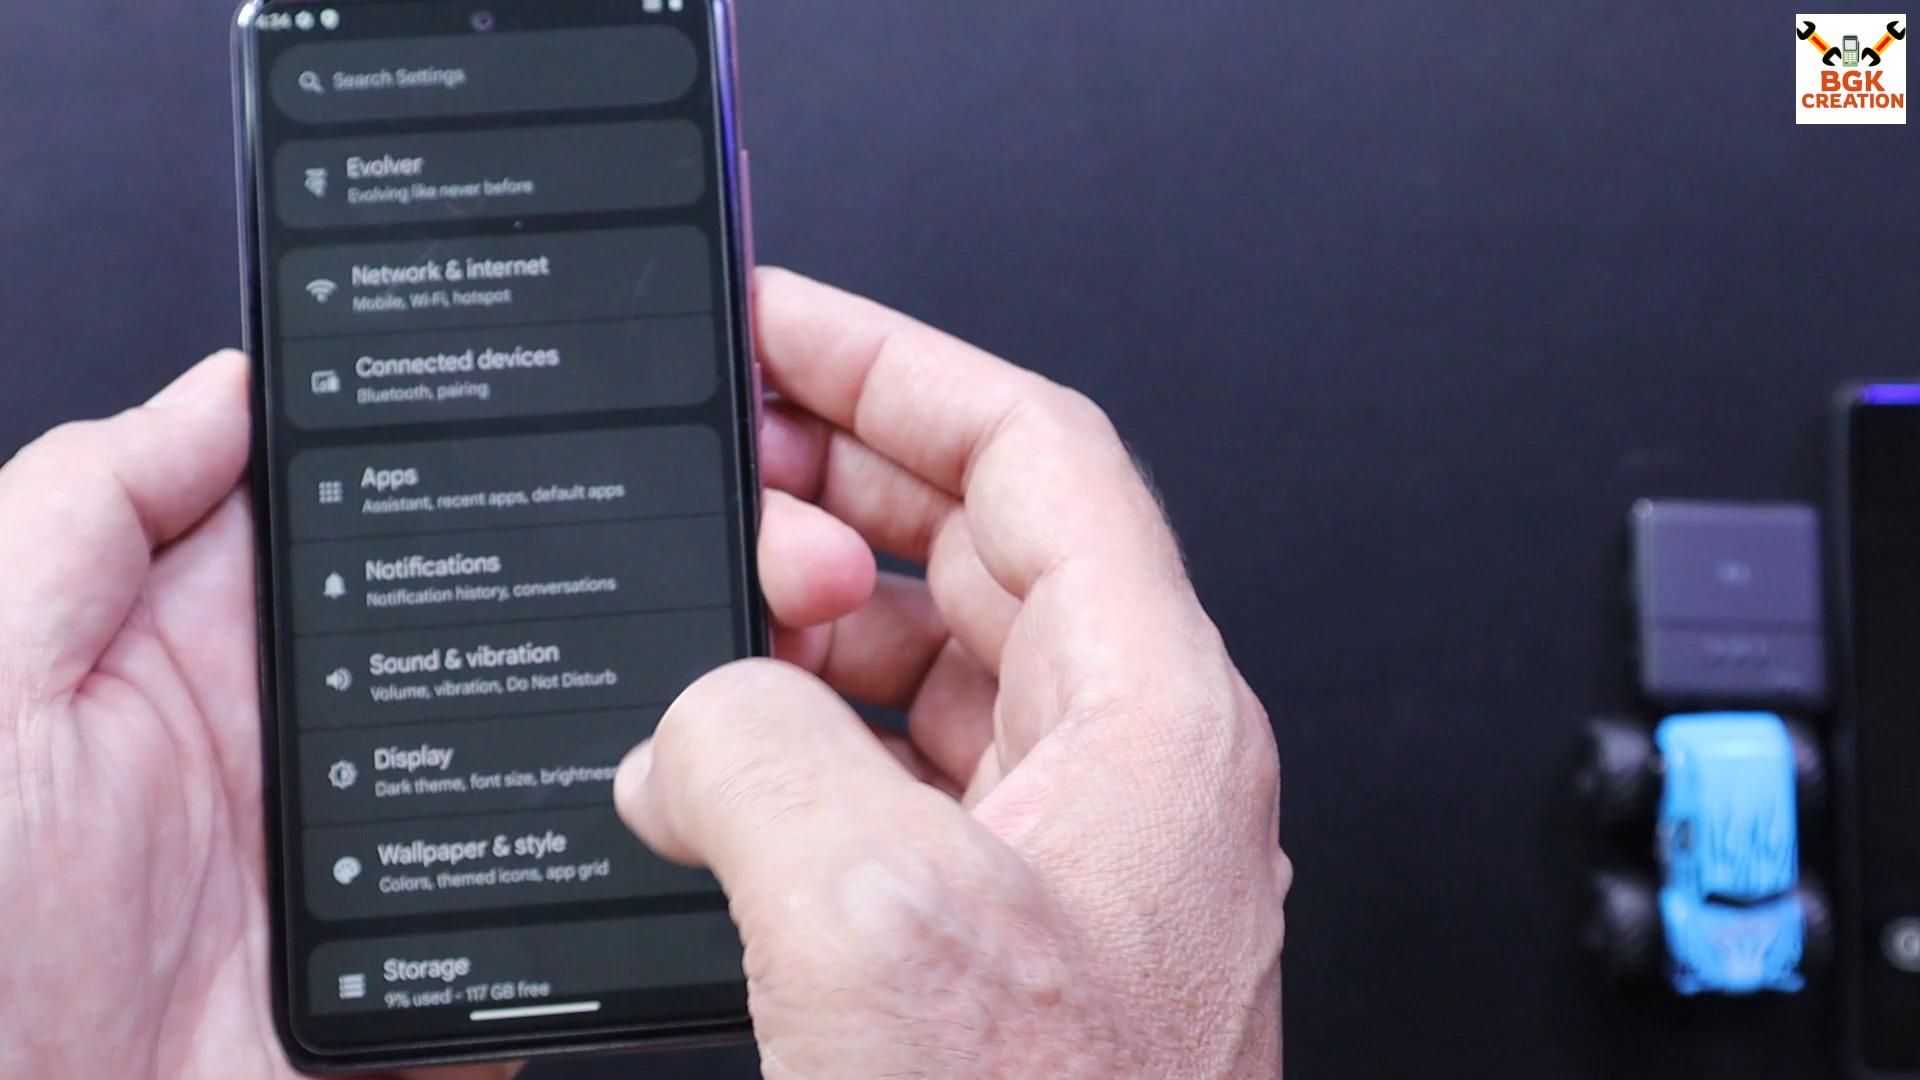 4:34
Search Settings
Evolver
Evolving like never before
Network & internet
Mobile, Wi-Fi, hotspot
Connected devices
Bluetooth, pairing
Apps
Assistant, recent apps, default apps
Notifications
Notification history, conversations
Sound & vibration
Volume, vibration, Do Not Disturb
Display
Dark theme, font size, brightness
Wallpaper & style
Colors, themed icons, app grid
Storage
9% used - 117 GB free
BGK
CREATION